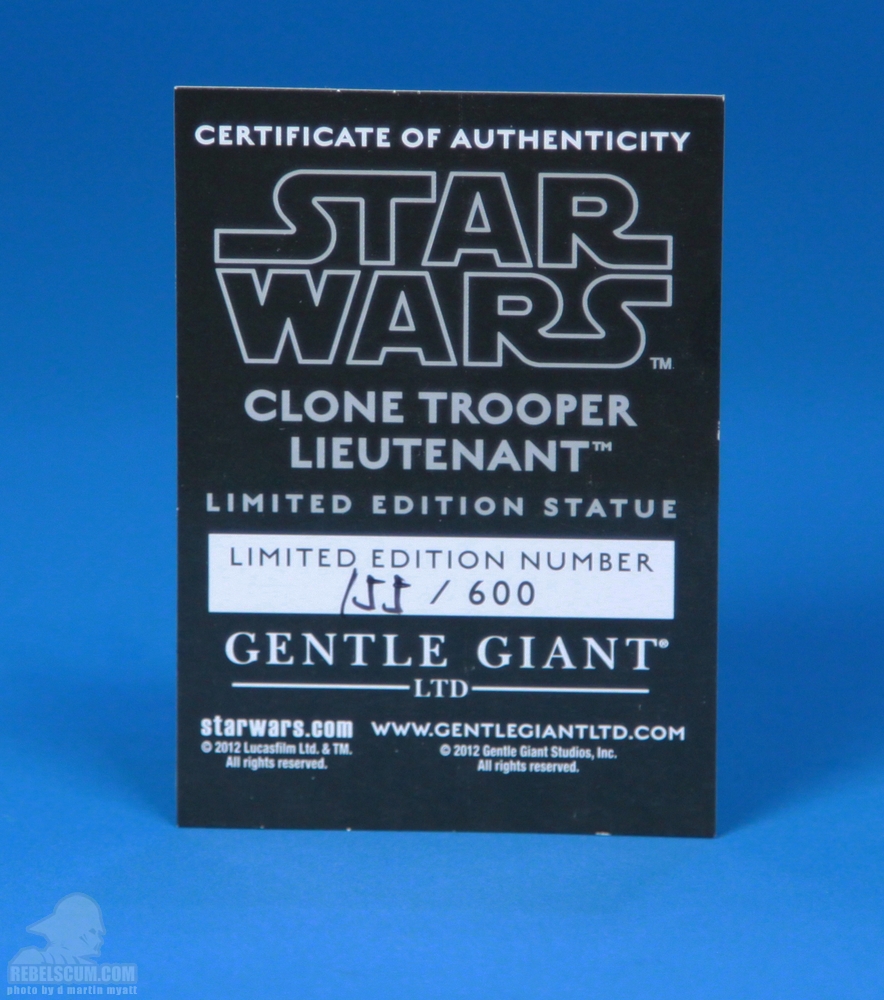 CERTIFICATE OF AUTHENTICITY
STAR
WARS™
CLONE TROOPER
LIEUTENANT™
LIMITED EDITION STATUE
LIMITED EDITION NUMBER
155 / 600
GENTLE GIANT®
LTD
starwars.com WWW.GENTLEGIANTLTD.COM
© 2012 Lucasfilm Ltd. & TM. © 2012 Gentle Giant Studios, Inc.
All rights reserved. All rights reserved.
REBELSCUM.COM
photo by d martin myatt